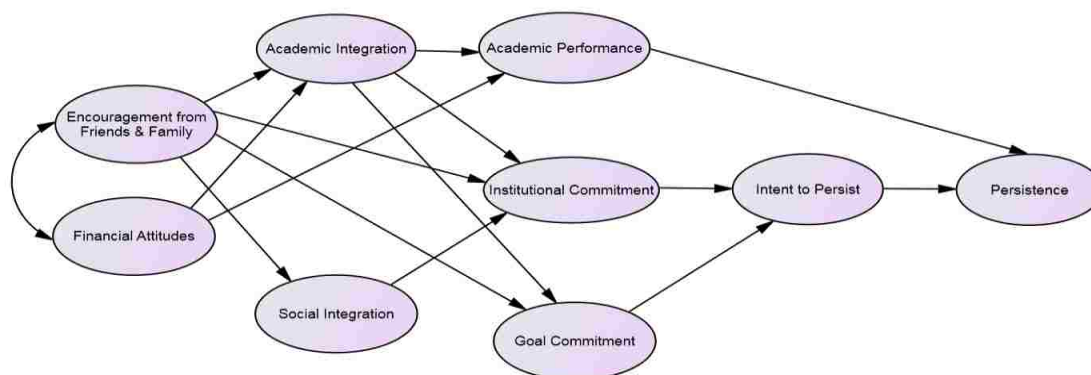 Academic Integration
Academic Performance
Encouragement from
Friends & Family
Institutional Commitment
Intent to Persist
Persistence
Financial Attitudes
Social Integration
Goal Commitment